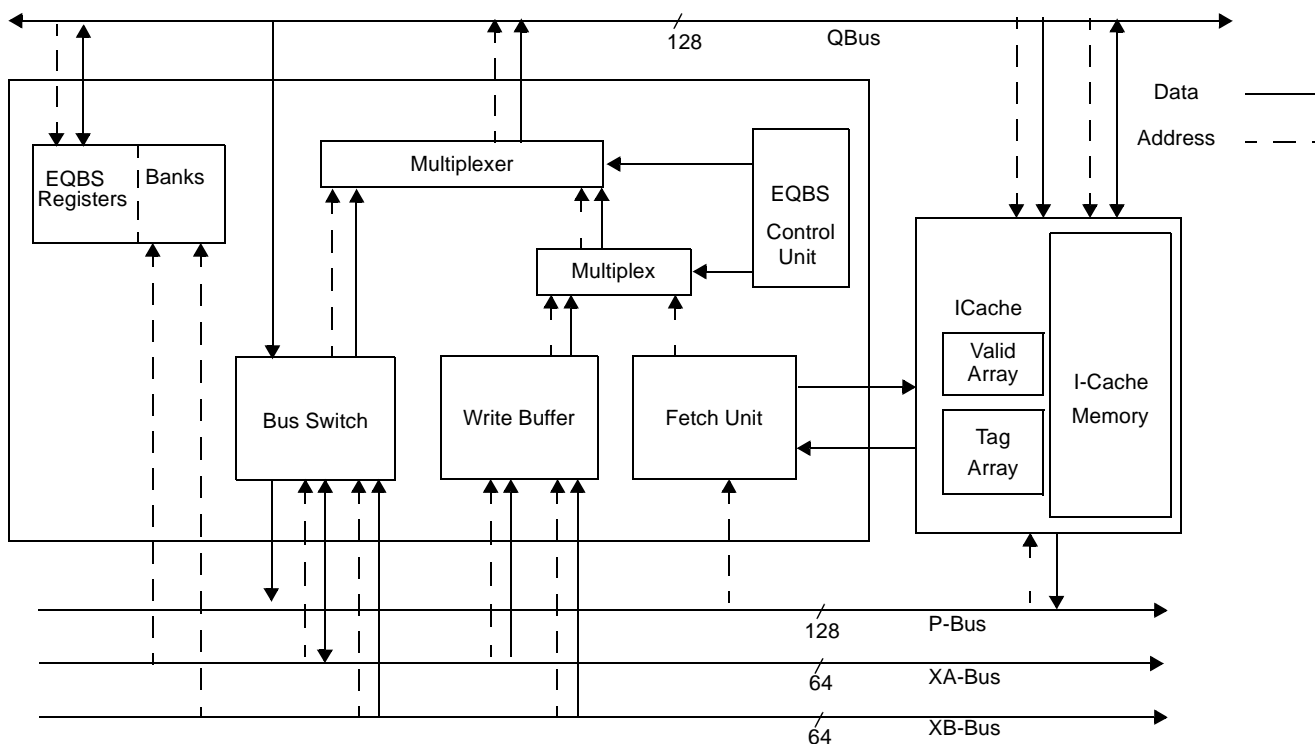 128
QBus
Data
Address
Multiplexer
EQBS
Registers
Banks
EQBS
Control
Unit
Multiplex
ICache
Valid
Array
I-Cache
Memory
Tag
Array
Bus Switch
Write Buffer
Fetch Unit
128
P-Bus
64
XA-Bus
64
XB-Bus